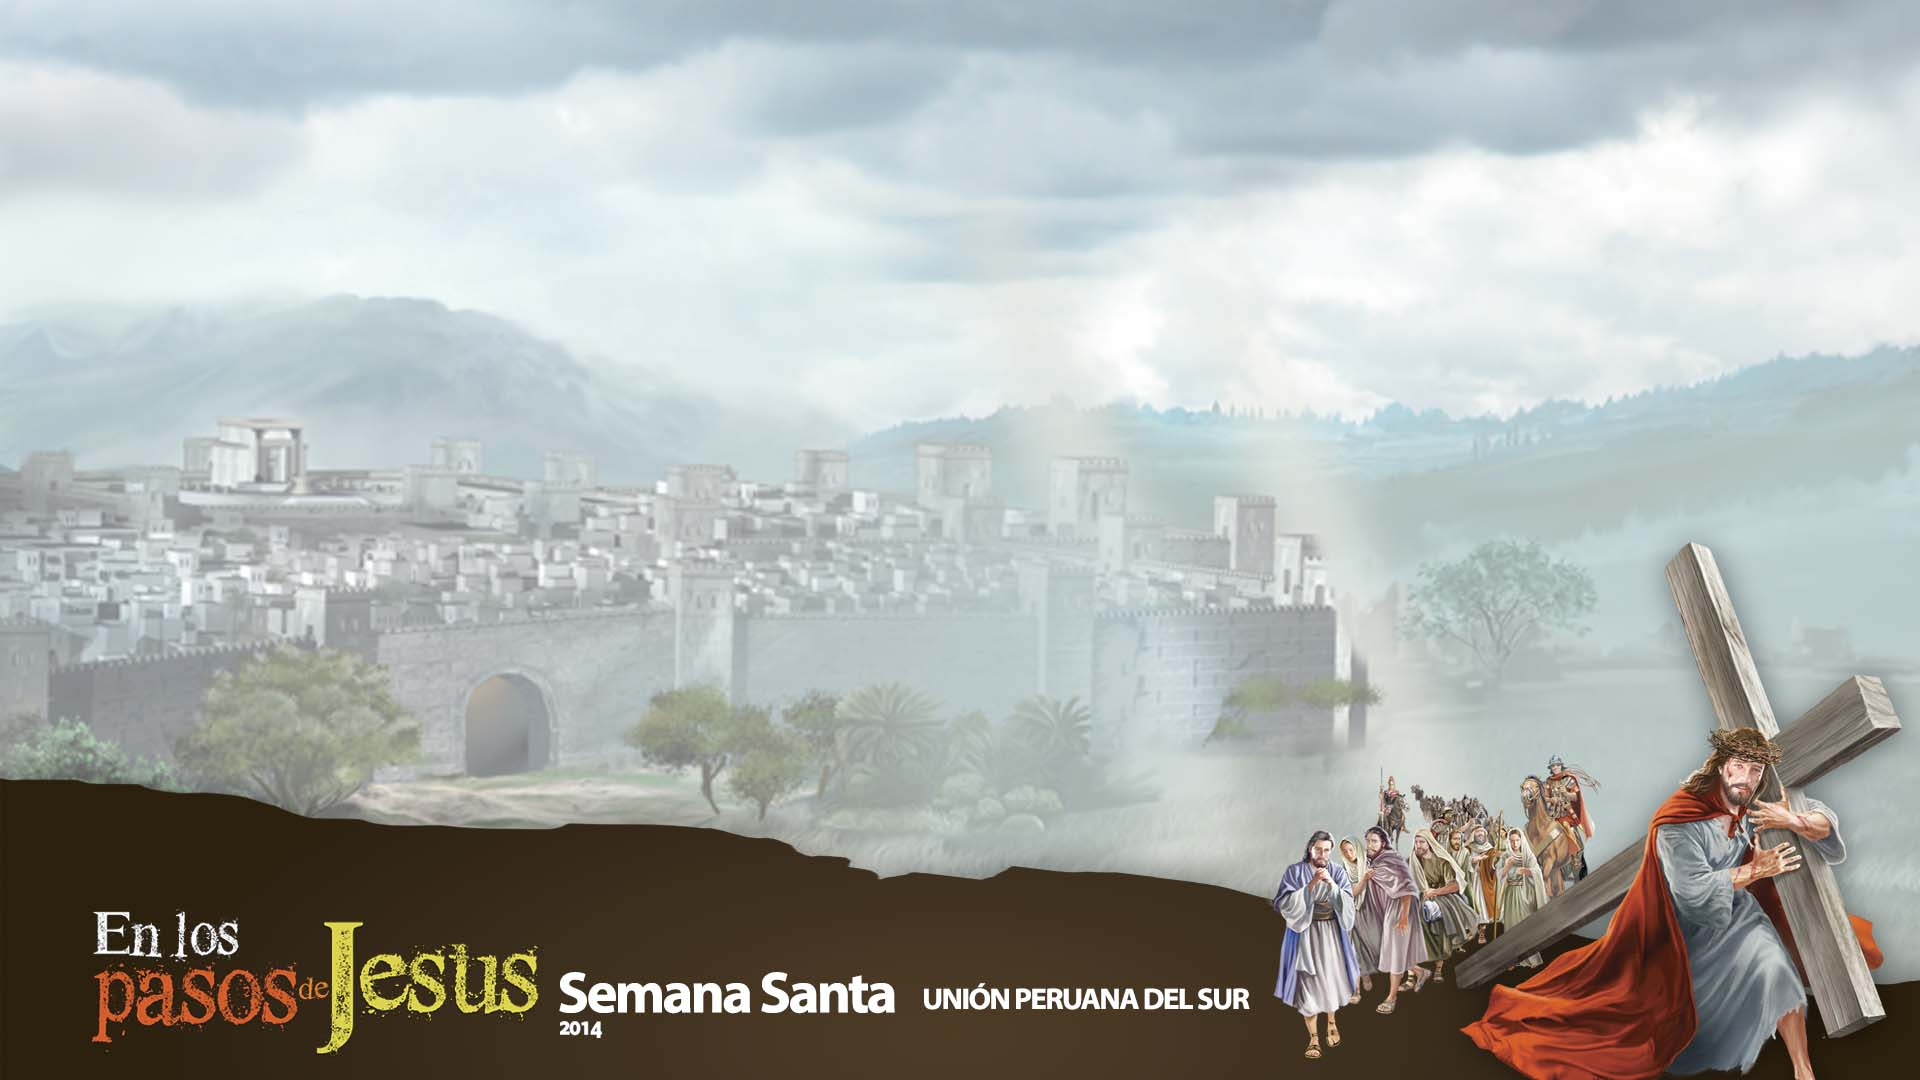 En los
pasos de Jesus
Semana Santa
2014
UNIÓN PERUANA DEL SUR